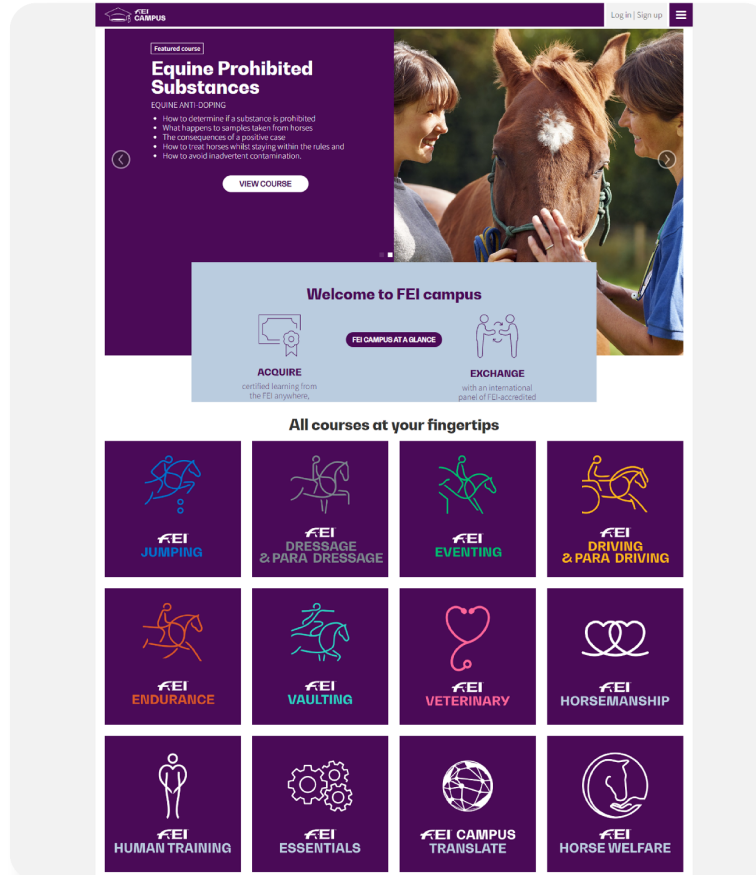 FEI
CAMPUS
Log in | Sign up
Featured course
Equine Prohibited
Substances
EQUINE ANTI-DOPING
• How to determine if a substance is prohibited
• What happens to samples taken from horses
• The consequences of a positive case
• How to treat horses whilst staying within the rules and
• How to avoid inadvertent contamination.
VIEW COURSE
Welcome to FEI campus
FEI CAMPUS AT A GLANCE
ACQUIRE
certified learning from
the FEI anywhere,
EXCHANGE
with an international
panel of FEI-accredited
All courses at your fingertips
FEI
JUMPING
FEI
DRESSAGE
& PARA DRESSAGE
FEI
EVENTING
FEI
DRIVING
& PARA DRIVING
FEI
ENDURANCE
FEI
VAULTING
FEI
VETERINARY
FEI
HORSEMANSHIP
FEI
HUMAN TRAINING
FEI
ESSENTIALS
FEI CAMPUS
TRANSLATE
FEI
HORSE WELFARE